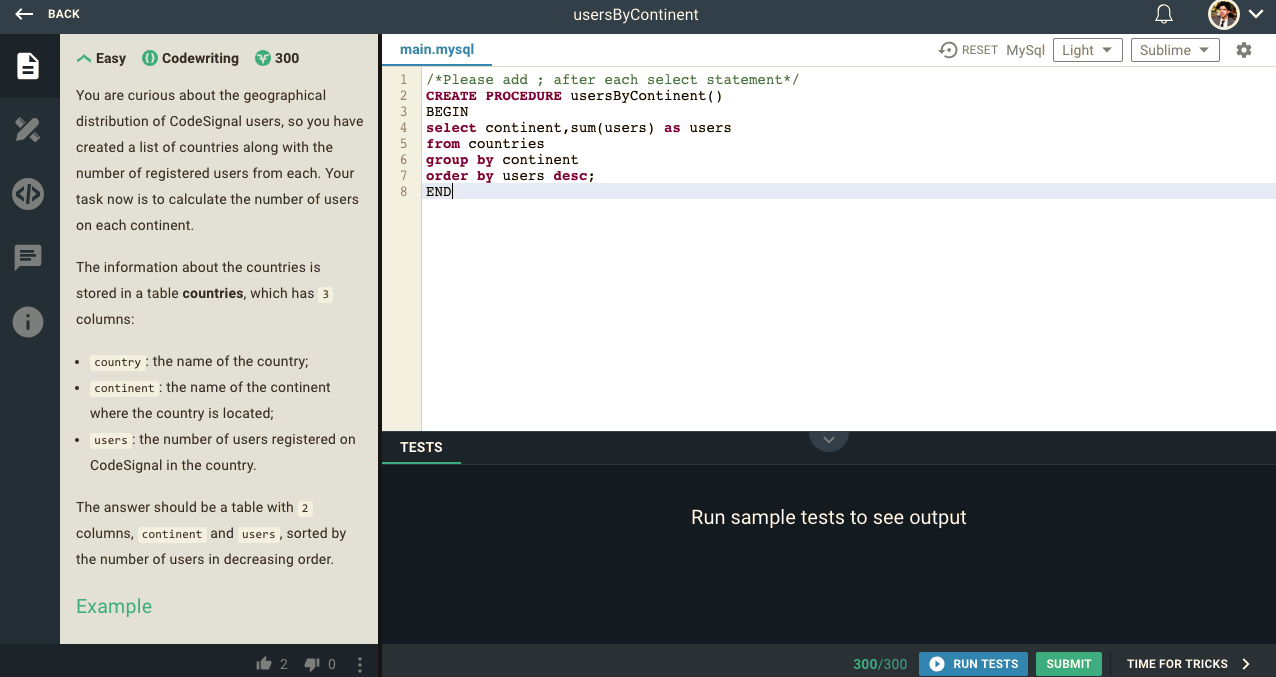 BACK
usersByContinent
Easy Codewriting 300
You are curious about the geographical
distribution of CodeSignal users, so you have
created a list of countries along with the
number of registered users from each. Your
task now is to calculate the number of users
on each continent.
The information about the countries is
stored in a table countries, which has 3
columns:
• country: the name of the country;
• continent: the name of the continent
where the country is located;
• users: the number of users registered on
CodeSignal in the country.
The answer should be a table with 2
columns, continent and users, sorted by
the number of users in decreasing order.
Example
2 0
main.mysql
RESET MySql Light Sublime
1 /*Please add ; after each select statement*/
2 CREATE PROCEDURE usersByContinent()
3 BEGIN
4 select continent,sum(users) as users
5 from countries
6 group by continent
7 order by users desc;
8 END
TESTS
Run sample tests to see output
300/300 RUN TESTS SUBMIT TIME FOR TRICKS